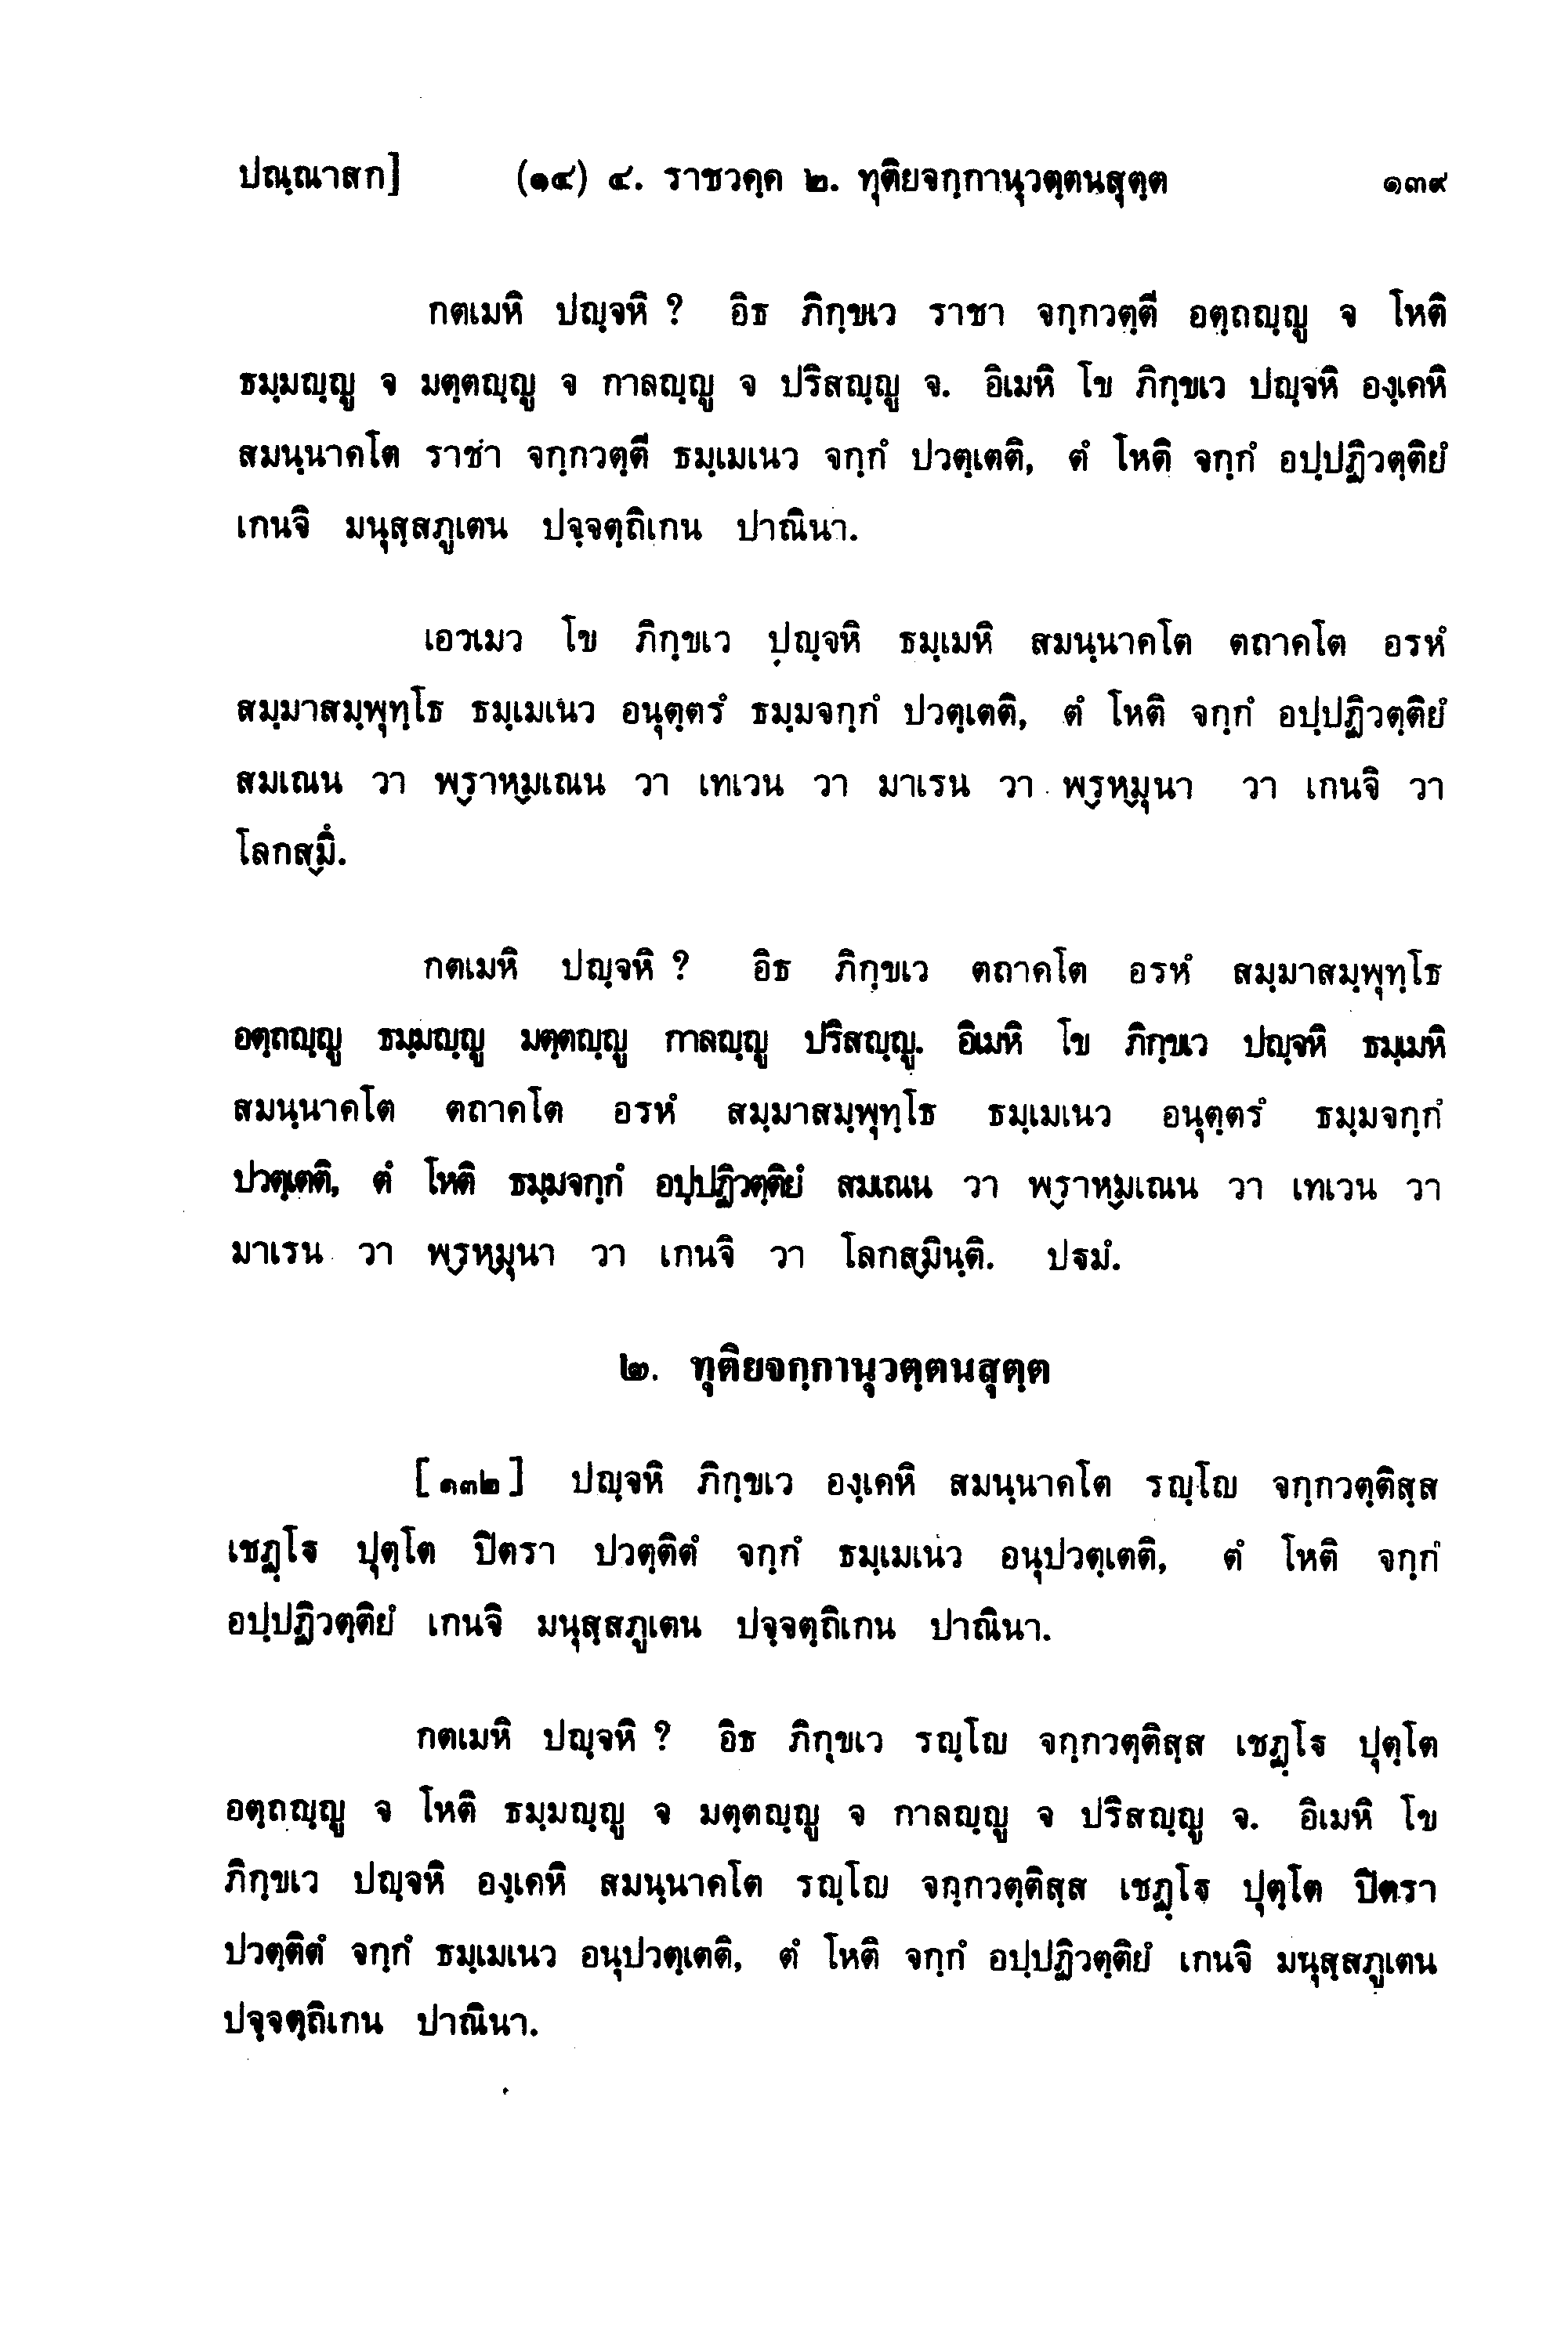 ปณฺณาสก] (๑๔) ๔. ราชวคฺค ๒. ทุติยจกฺกานุวตฺตนสุตฺต ๑๓๙
กตเมหิ ปญฺจหิ ? อิธ ภิกฺขเว ราชา จกฺกวตฺตี อตฺถญฺญู จ โหติ
ธมฺมญฺญู จ มตฺตญฺญู จ กาลญฺญู จ ปริสญฺญู จ. อิเมหิ โข ภิกฺขเว ปญฺจหิ องฺเคหิ
สมนฺนาคโต ราชา จกฺกวตฺตี ธมฺเมเนว จกฺกํ ปวตฺเตติ, ตํ โหติ จกฺกํ อปฺปฏิวตฺติยํ
เกนจิ มนุสฺสภูเตน ปจฺจตฺถิเกน ปาณินา.
เอวเมว โข ภิกฺขเว ปญฺจหิ ธมฺเมหิ สมนฺนาคโต ตถาคโต อรหํ
สมฺมาสมฺพุทฺโธ ธมฺเมเนว อนุตฺตรํ ธมฺมจกฺกํ ปวตฺเตติ, ตํ โหติ จกฺกํ อปฺปฏิวตฺติยํ
สมเณน วา พฺราหฺมเณน วา เทเวน วา มาเรน วา พฺรหฺมุนา วา เกนจิ วา
โลกสฺมิํ.
กตเมหิ ปญฺจหิ ? อิธ ภิกฺขเว ตถาคโต อรหํ สมฺมาสมฺพุทฺโธ
อตฺถญฺญู ธมฺมญฺญู มตฺตญฺญู กาลญฺญู ปริสญฺญู. อิเมหิ โข ภิกฺขเว ปญฺจหิ ธมฺเมหิ
สมนฺนาคโต ตถาคโต อรหํ สมฺมาสมฺพุทฺโธ ธมฺเมเนว อนุตฺตรํ ธมฺมจกฺกํ
ปวตฺเตติ, ตํ โหติ ธมฺมจกฺกํ อปฺปฏิวตฺติยํ สมเณน วา พฺราหฺมเณน วา เทเวน วา
มาเรน วา พฺรหฺมุนา วา เกนจิ วา โลกสฺมินฺติ. ปฐมํ.
๒. ทุติยจกฺกานุวตฺตนสุตฺต
[๑๓๒] ปญฺจหิ ภิกฺขเว องฺเคหิ สมนฺนาคโต รญฺโญ จกฺกวตฺติสฺส
เชฏฺโฐ ปุตฺโต ปิตรา ปวตฺติตํ จกฺกํ ธมฺเมเนว อนุปวตฺเตติ, ตํ โหติ จกฺกํ
อปฺปฏิวตฺติยํ เกนจิ มนุสฺสภูเตน ปจฺจตฺถิเกน ปาณินา.
กตเมหิ ปญฺจหิ ? อิธ ภิกฺขเว รญฺโญ จกฺกวตฺติสฺส เชฏฺโฐ ปุตฺโต
อตฺถญฺญู จ โหติ ธมฺมญฺญู จ มตฺตญฺญู จ กาลญฺญู จ ปริสญฺญู จ. อิเมหิ โข
ภิกฺขเว ปญฺจหิ องฺเคหิ สมนฺนาคโต รญฺโญ จกฺกวตฺติสฺส เชฏฺโฐ ปุตฺโต ปิตรา
ปวตฺติตํ จกฺกํ ธมฺเมเนว อนุปวตฺเตติ, ตํ โหติ จกฺกํ อปฺปฏิวตฺติยํ เกนจิ มนุสฺสภูเตน
ปจฺจตฺถิเกน ปาณินา.